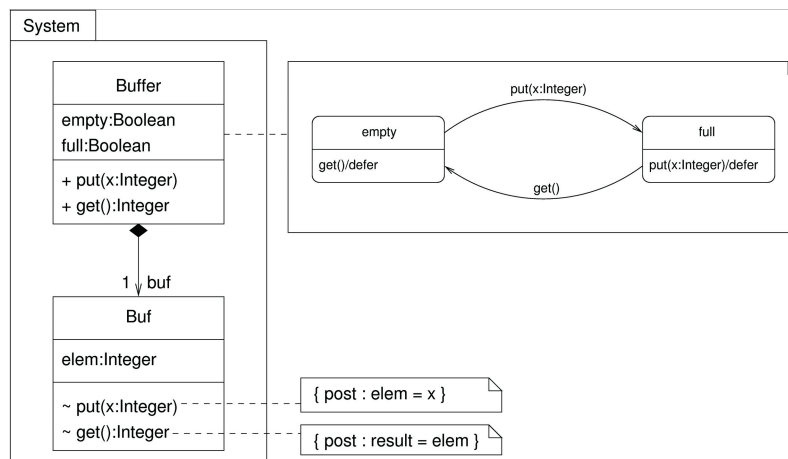 System
Buffer
empty:Boolean
full:Boolean
+ put(x:Integer)
+ get():Integer
put(x:Integer)
empty
get()/defer
full
put(x:Integer)/defer
get()
1 buf
Buf
elem:Integer
~ put(x:Integer)
~ get():Integer
{ post : elem = x }
{ post : result = elem }